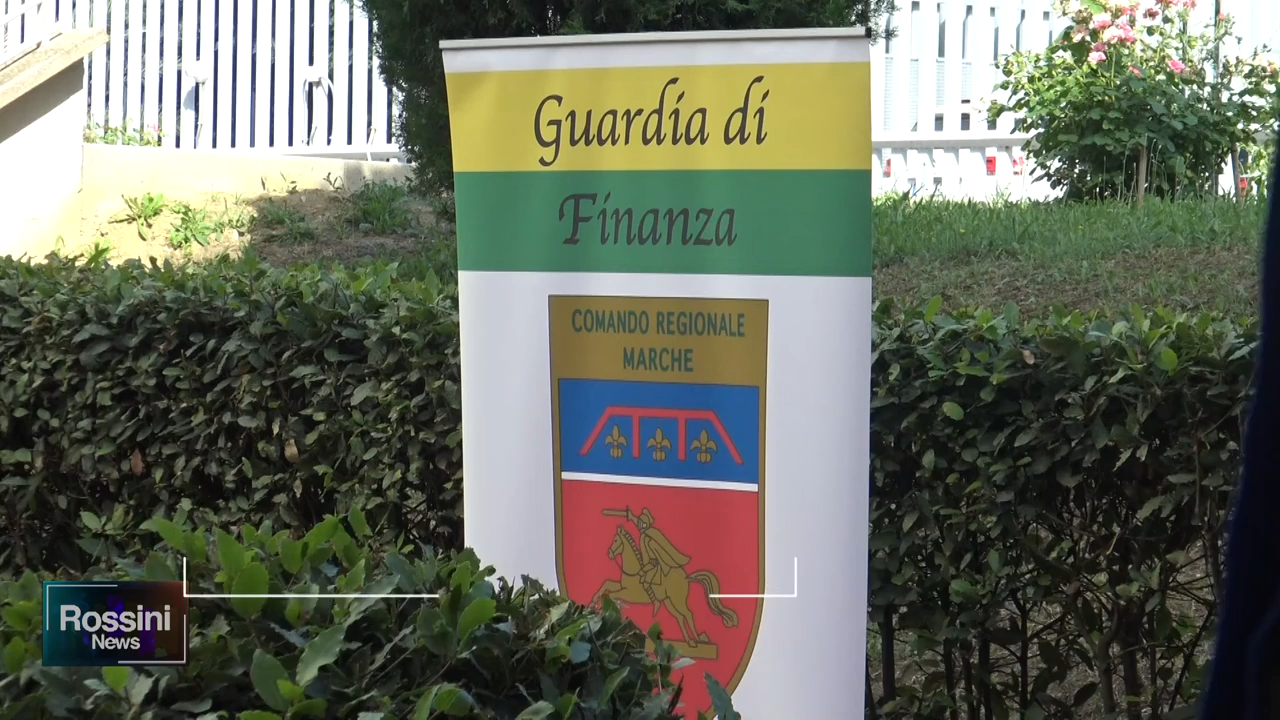 Guardia di
Finanza
COMANDO REGIONALE
MARCHE
Rossini
News